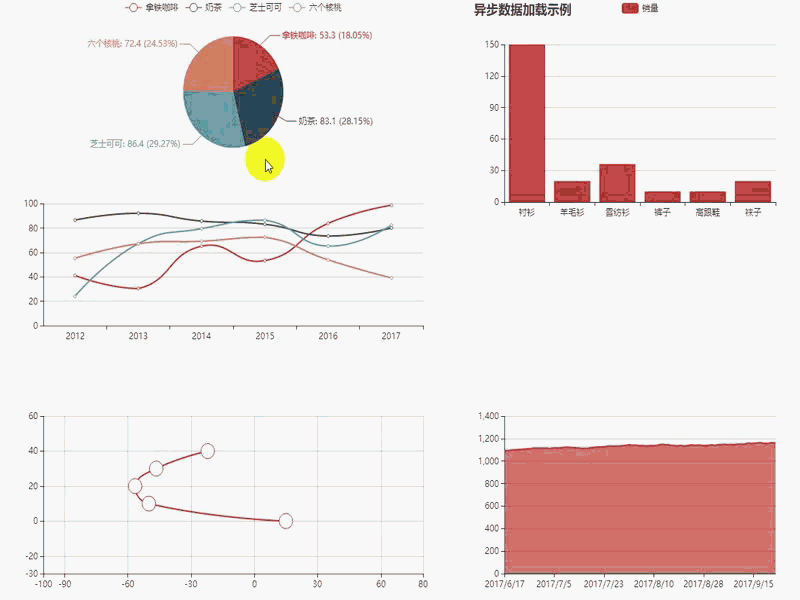 拿铁咖啡 奶茶 芝士可可 六个核桃
拿铁咖啡: 53.3 (18.05%)
六个核桃: 72.4 (24.53%)
奶茶: 83.1 (28.15%)
芝士可可: 86.4 (29.27%)
100
80
60
40
20
0
2012 2013 2014 2015 2016 2017
异步数据加载示例 销量
150
120
90
60
30
0
衬衫 羊毛衫 雪纺衫 裤子 高跟鞋 袜子
60
40
20
0
-20
-30
-100 -90 -60 -30 0 30 60 80
1,400
1,200
1,000
800
600
400
200
0
2017/6/17 2017/7/5 2017/7/23 2017/8/10 2017/8/28 2017/9/15